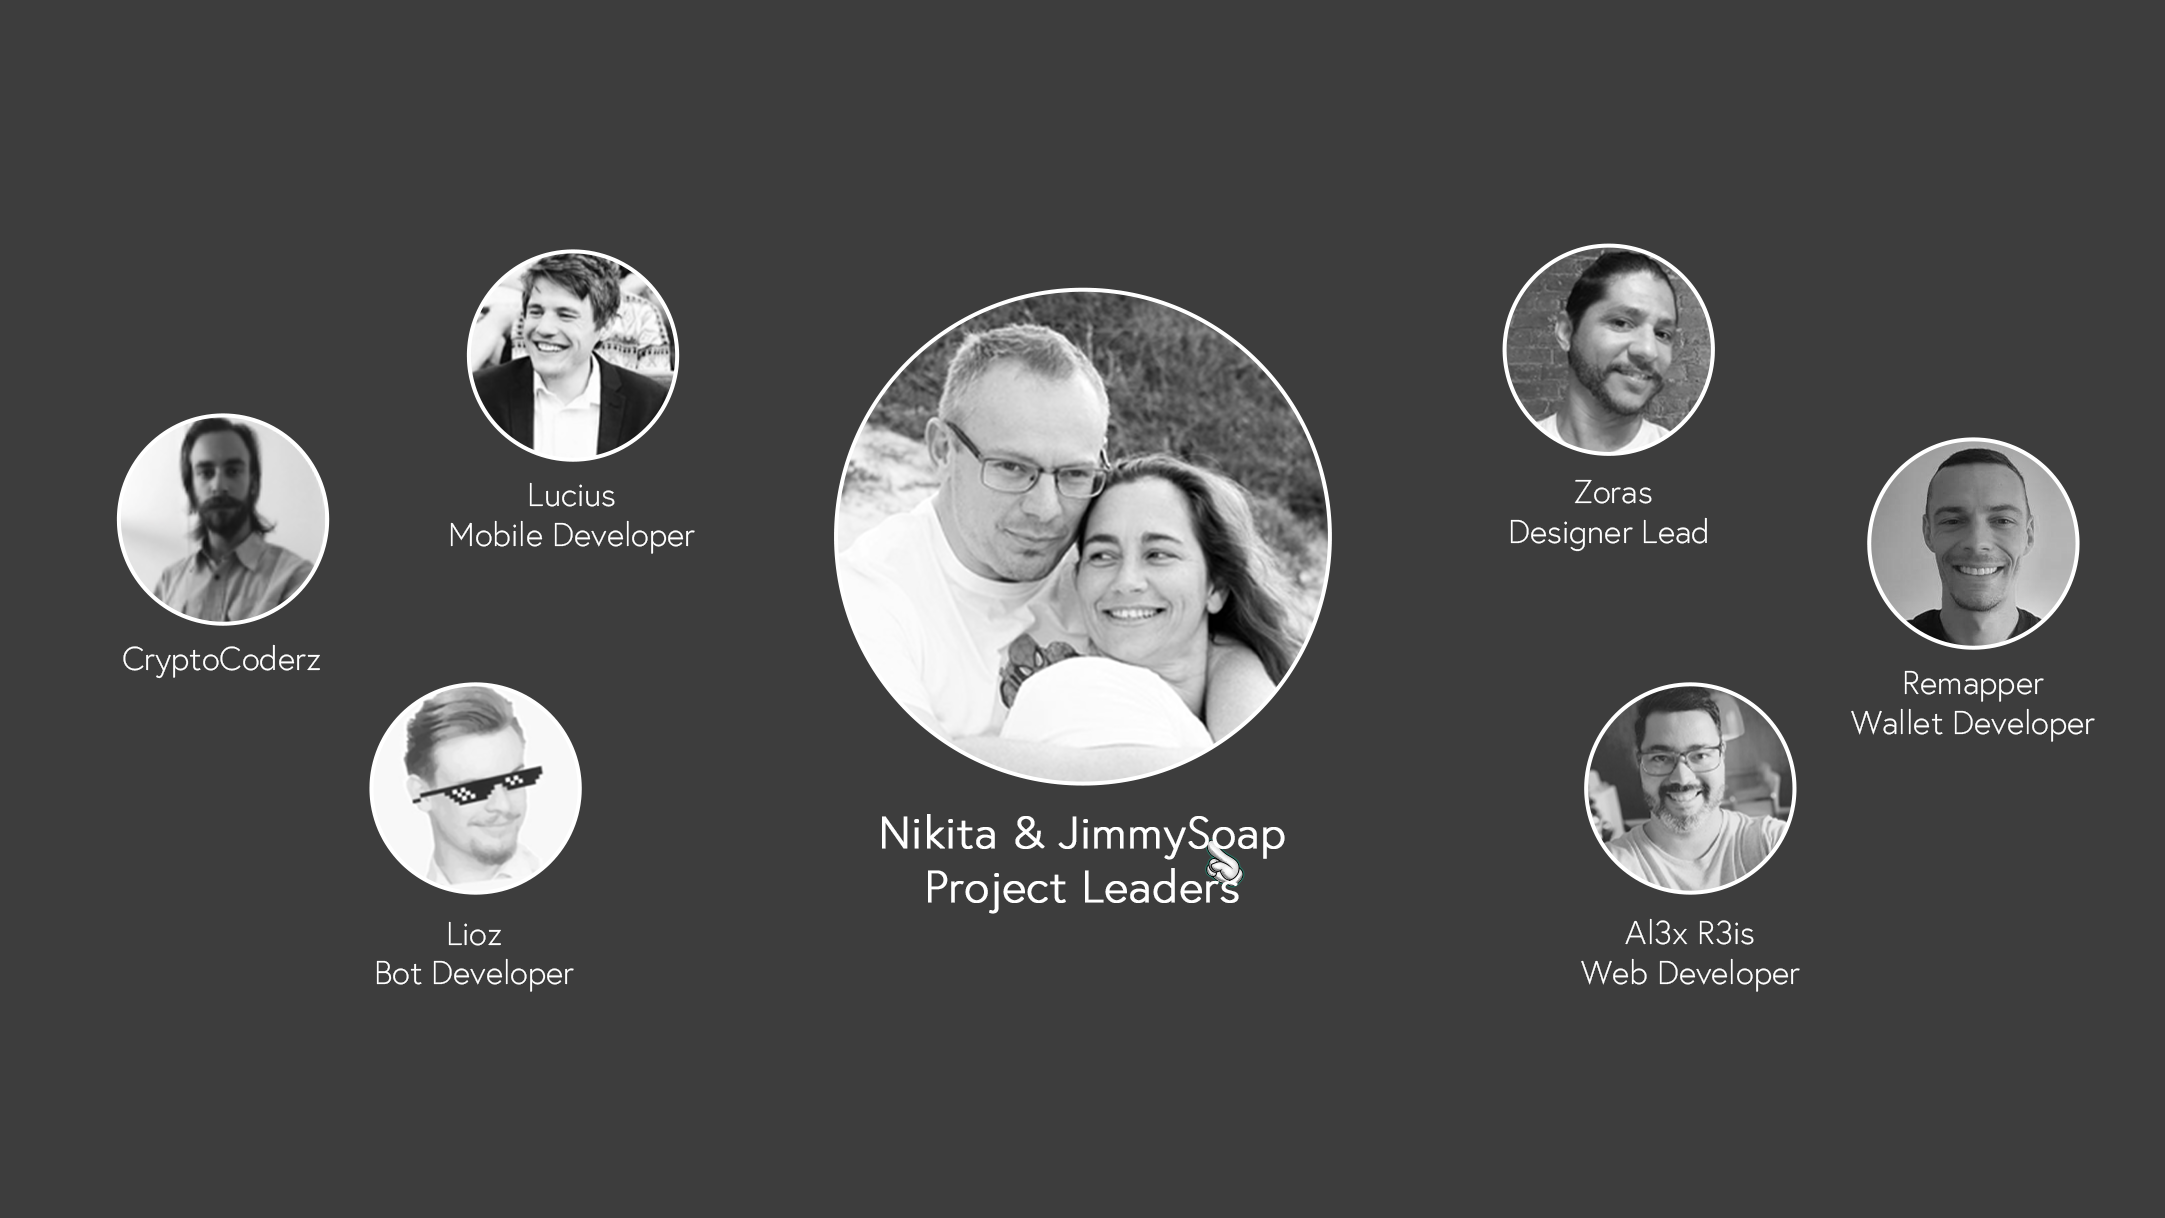 Lucius
Mobile Developer
CryptoCoderz
Lioz
Bot Developer
Nikita & JimmySoap
Project Leaders
Zoras
Designer Lead
Remapper
Wallet Developer
Al3x R3is
Web Developer